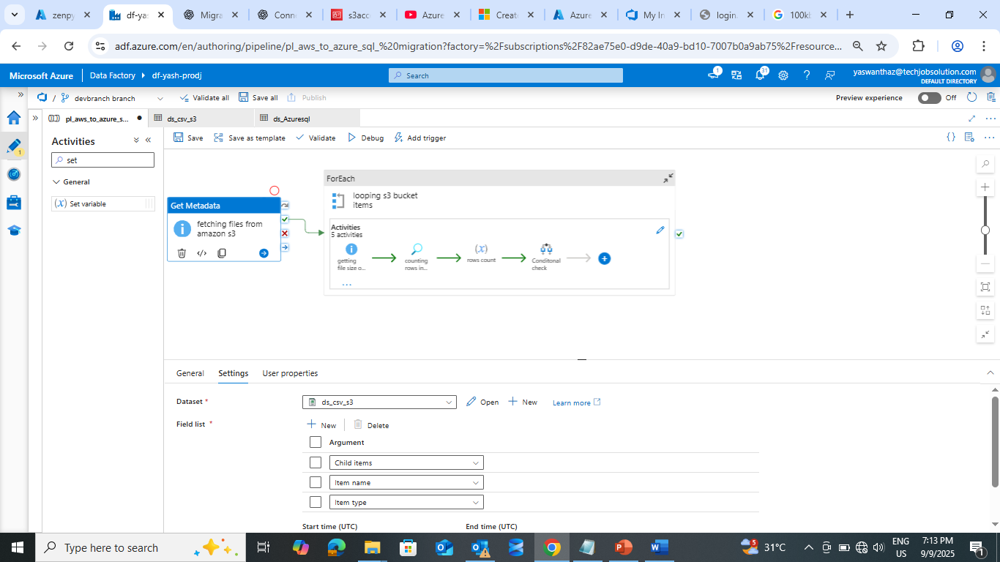 zenpy
df-yas
Migra
Conne
s3acc
Azure
Create
Azure
My In
login.
100kb
adf.azure.com/en/authoring/pipeline/pl_aws_to_azure_sql_%20migration?factory=%2Fsubscriptions%2F82ae75e0-d9de-40a9-bd10-7007b0a9ab75%2Fresource...
Microsoft Azure
Data Factory
df-yash-prodj
Search
1
31
yaswanthaz@techjobsolution.com
DEFAULT DIRECTORY
/
devbranch branch
Validate all
Save all
Publish
Preview experience
Off
pl_aws_to_azure_s...
ds_csv_s3
ds_Azuresql
Activities
Save
Save as template
Validate
Debug
Add trigger
1
set
General
(x) Set variable
ForEach
looping s3 bucket
items
Get Metadata
fetching files from
amazon s3
Activities
5 activities
getting
file size o...
counting
rows in...
(x)
rows count
Conditonal
check
...
General
Settings
User properties
Dataset *
ds_csv_s3
Open
New
Learn more
Field list *
New
Delete
Argument
Child items
Item name
Item type
Start time (UTC)
End time (UTC)
Type here to search
5
31°C
ENG
US
7:13 PM
9/9/2025
1